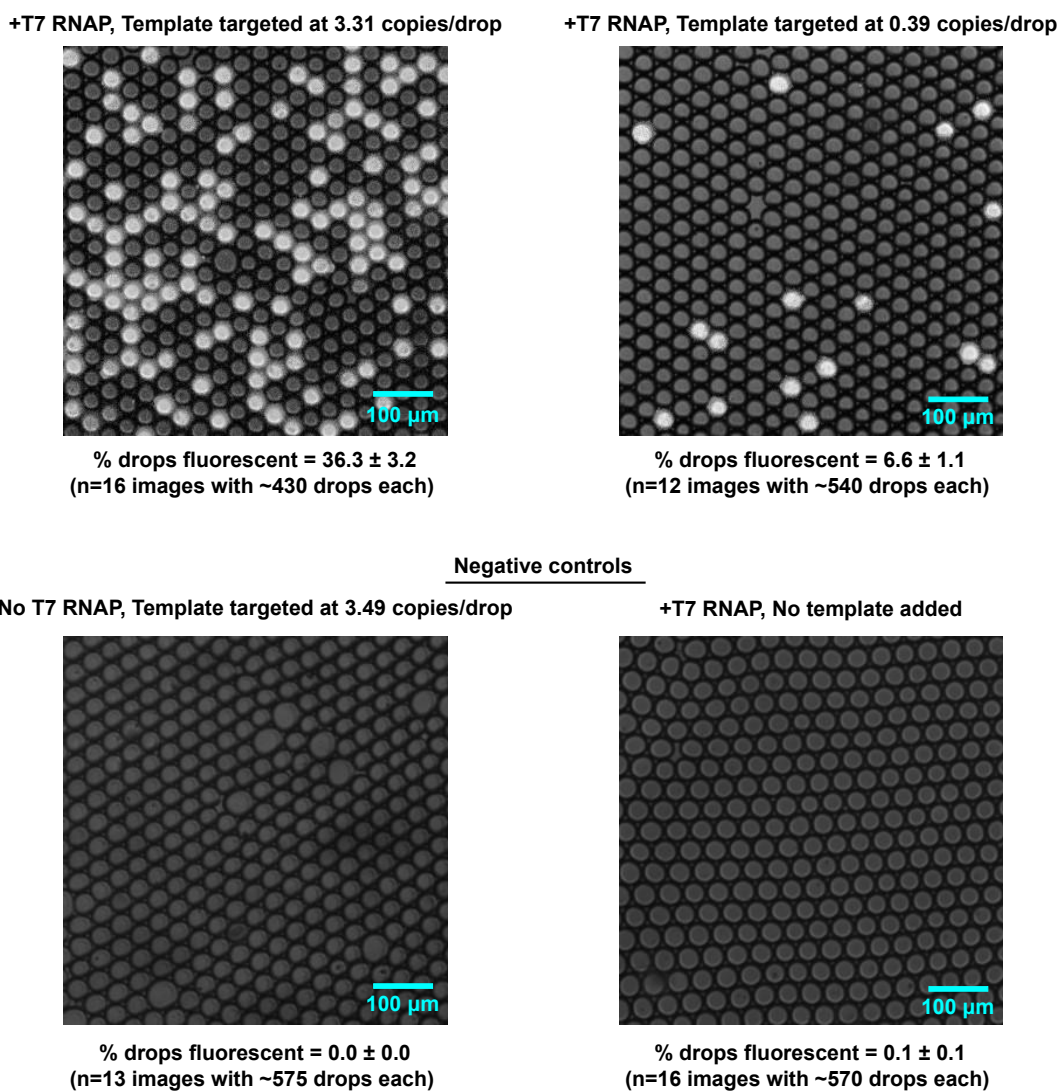 +T7 RNAP, Template targeted at 3.31 copies/drop
+T7 RNAP, Template targeted at 0.39 copies/drop
100 µm
100 µm
% drops fluorescent = 36.3 ± 3.2
(n=16 images with ~430 drops each)
% drops fluorescent = 6.6 ± 1.1
(n=12 images with ~540 drops each)
Negative controls
No T7 RNAP, Template targeted at 3.49 copies/drop
+T7 RNAP, No template added
100 µm
100 µm
% drops fluorescent = 0.0 ± 0.0
(n=13 images with ~575 drops each)
% drops fluorescent = 0.1 ± 0.1
(n=16 images with ~570 drops each)